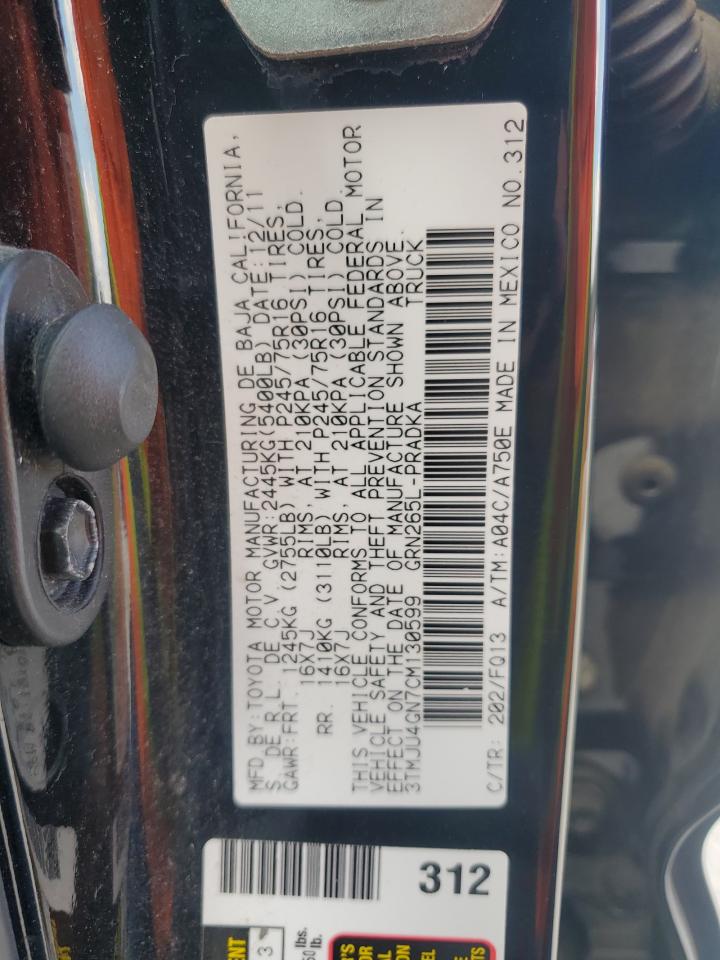 MFD.BY:TOYOTA MOTOR MANUFACTURING DE BAJA CALIFORNIA,
S. DE R.L. DE C.V. GVWR:2445KG(5400LB) DATE:12/11
GAWR:FRT. 1245KG (2755LB) WITH P245/75R16 TIRES,
16X7J RIMS, AT 210KPA (30PSI) COLD.
RR. 1410KG (3110LB) WITH P245/75R16 TIRES,
16X7J RIMS, AT 210KPA (30PSI) COLD.
THIS VEHICLE CONFORMS TO ALL APPLICABLE FEDERAL MOTOR
VEHICLE SAFETY AND THEFT PREVENTION STANDARDS IN
EFFECT ON THE DATE OF MANUFACTURE SHOWN ABOVE.
3TMJU4GN7CM130599 GRN265L-PRADKA TRUCK
C/TR: 202/FQ13 A/TM:A04C/A750E MADE IN MEXICO NO.312
312
3
lbs.
lb.